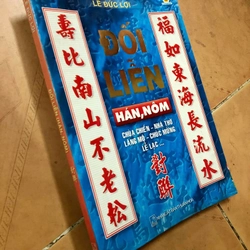 LÊ ĐỨC LỢI
ĐỐI
LIÊN
HÁN, NÔM
CHÙA CHIỀN - NHÀ THỜ
LĂNG MỘ - CHÚC MỪNG
LỄ LẠC...
對聯
福如東海長流水
壽比南山不老松